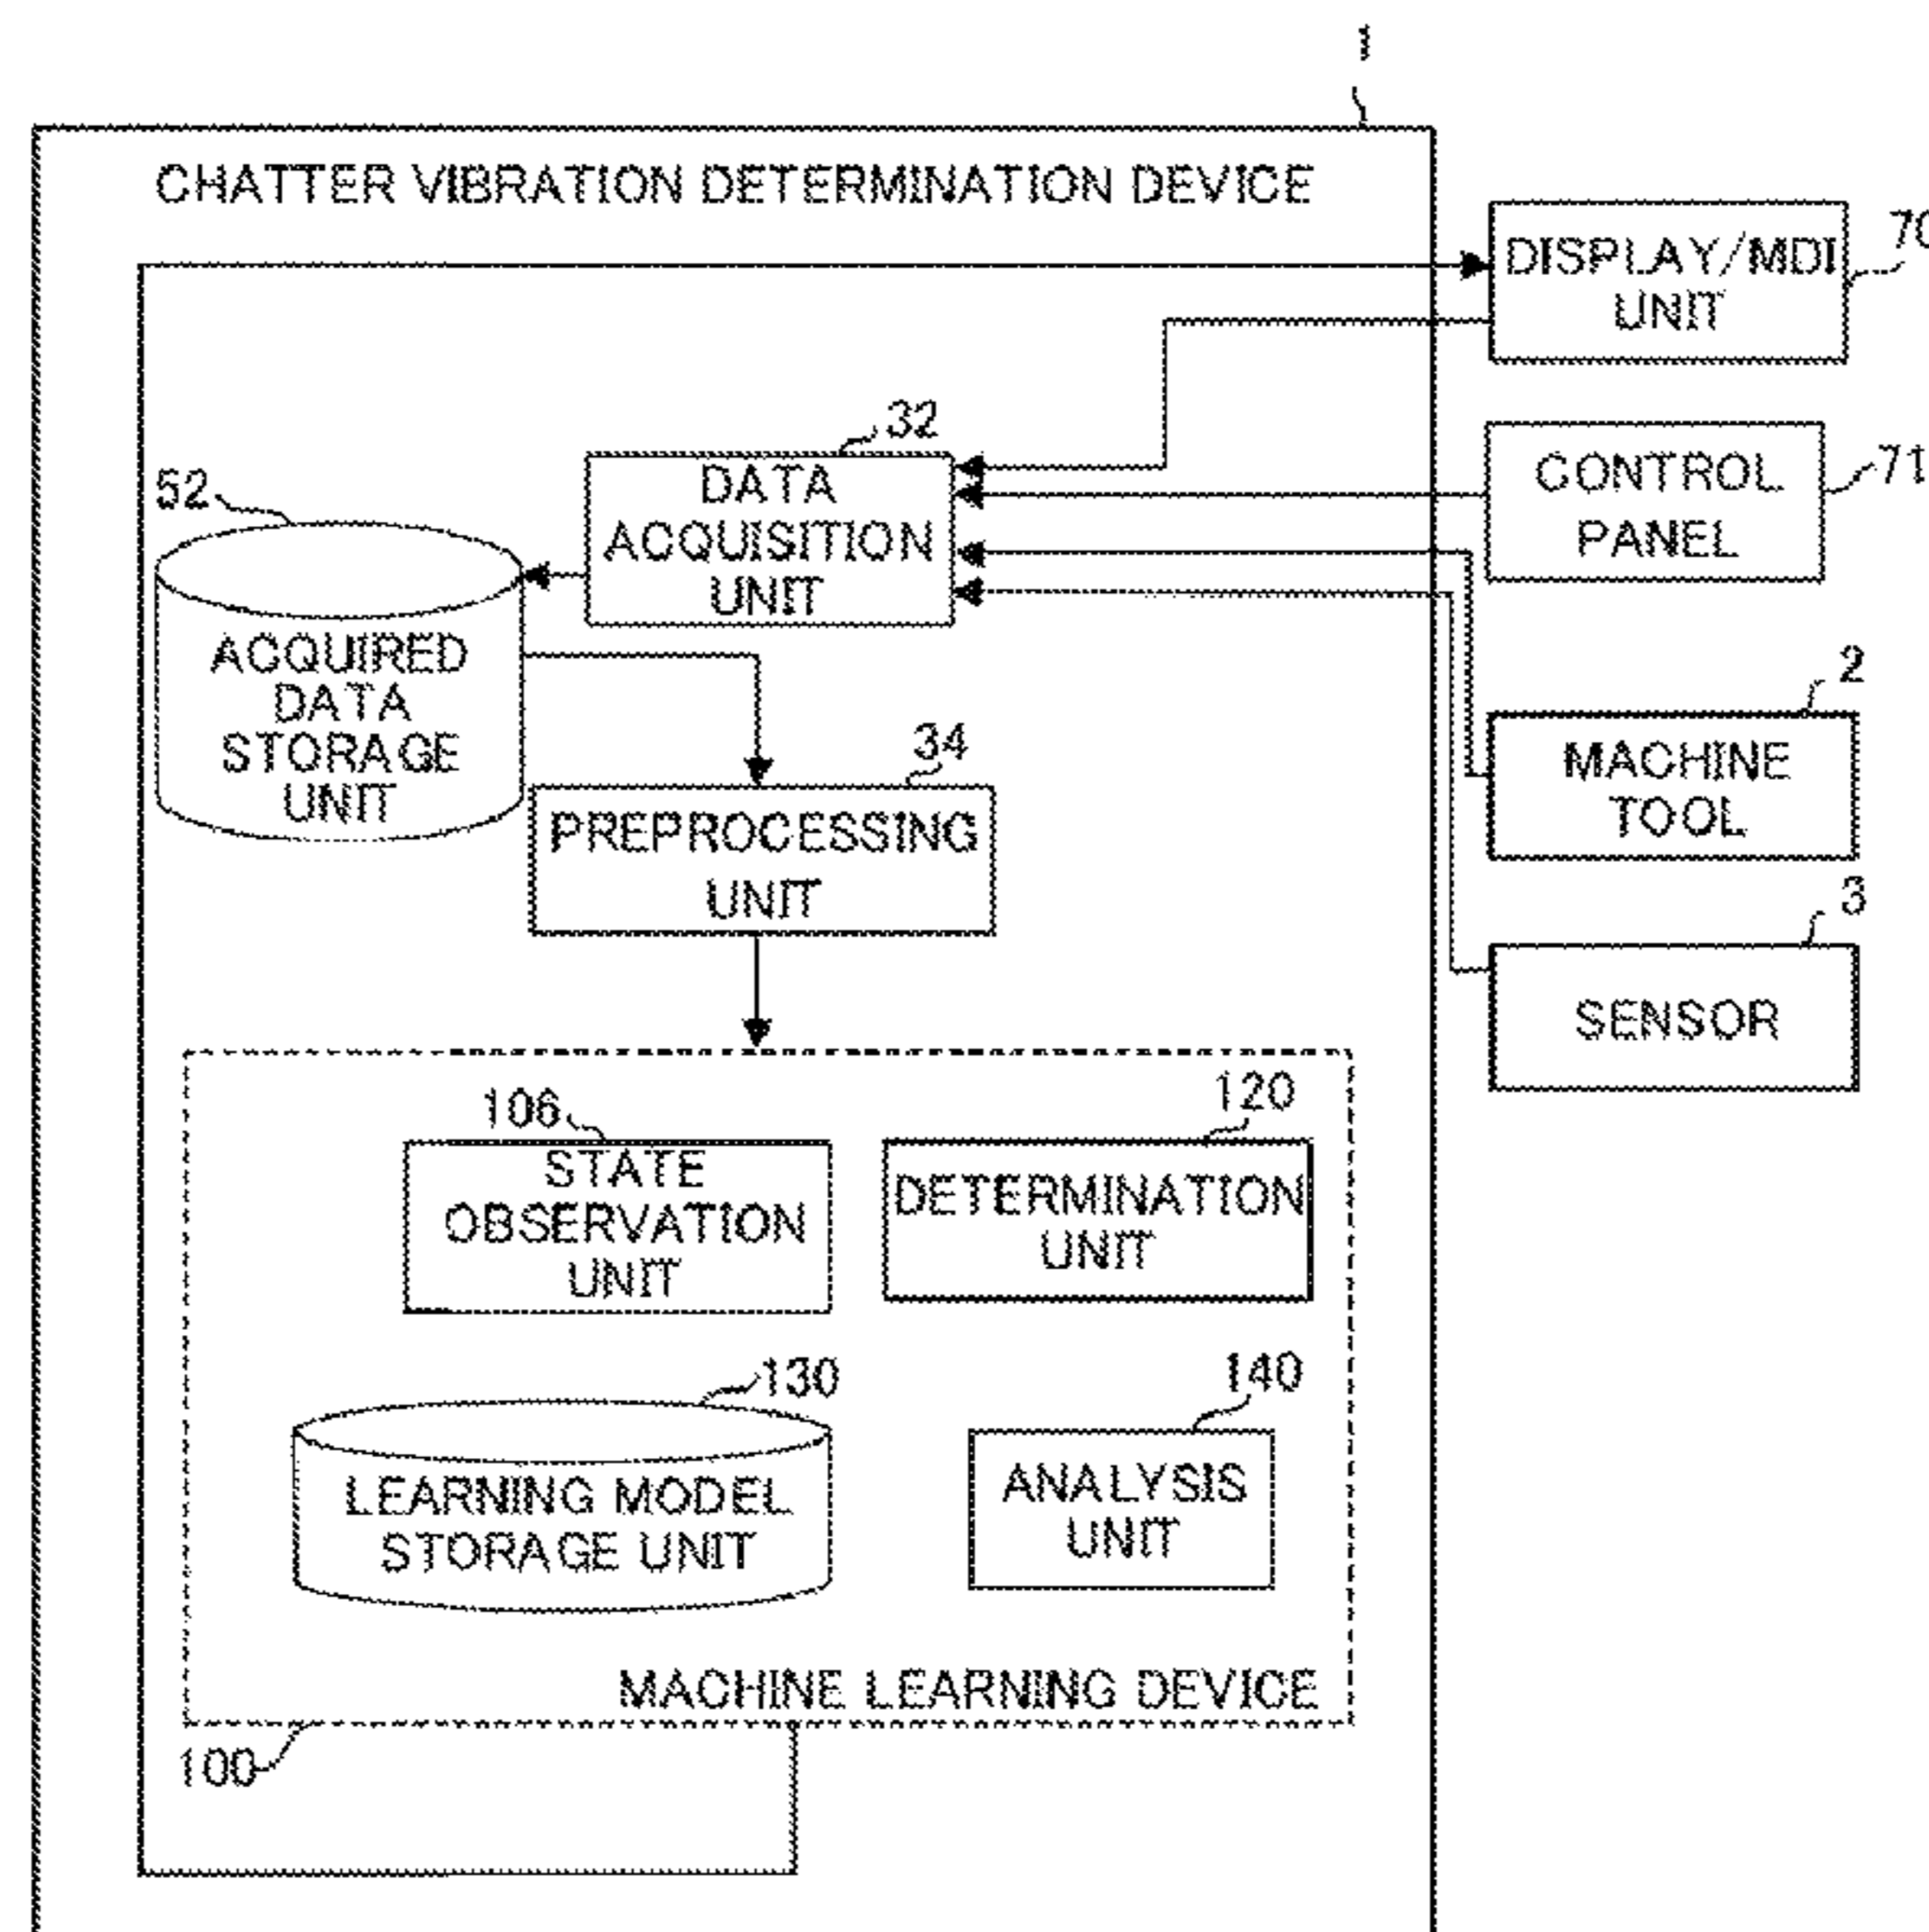 1
CHATTER VIBRATION DETERMINATION DEVICE
DISPLAY/MDI
UNIT
70
32
DATA
ACQUISITION
UNIT
CONTROL
PANEL
71
52
ACQUIRED
DATA
STORAGE
UNIT
2
MACHINE
TOOL
34
PREPROCESSING
UNIT
3
SENSOR
106
STATE
OBSERVATION
UNIT
120
DETERMINATION
UNIT
130
LEARNING MODEL
STORAGE UNIT
140
ANALYSIS
UNIT
MACHINE LEARNING DEVICE
100